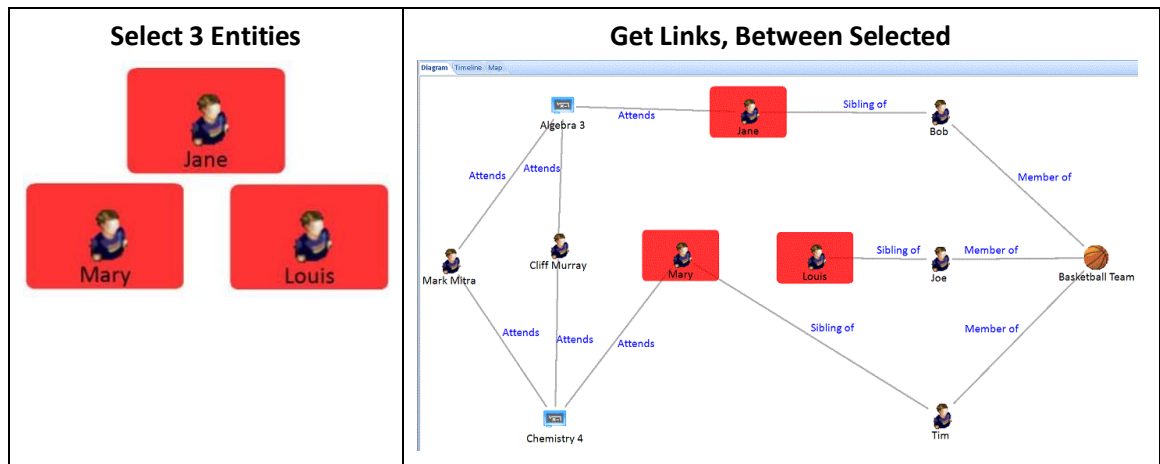 Select 3 Entities
Jane
Mary
Louis
Get Links, Between Selected
Diagram Timeline Map
Algebra 3
Attends
Jane
Sibling of
Bob
Attends
Attends
Member of
Mark Mitra
Cliff Murray
Mary
Louis
Sibling of
Joe
Member of
Basketball Team
Attends
Attends
Attends
Sibling of
Member of
Chemistry 4
Tim